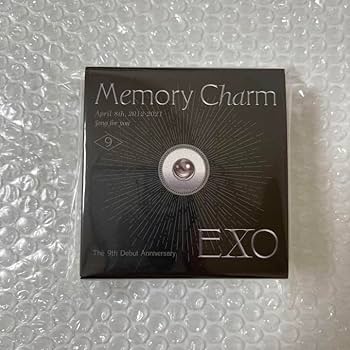 Memory Charm
April 8th, 2012-2021
Song for you
9
The 9th Debut Anniversary
EXO